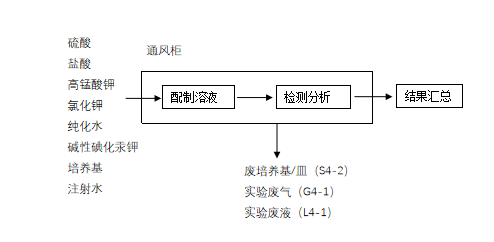 硫酸
盐酸
高锰酸钾
氯化钾
纯化水
碱性碘化汞钾
培养基
注射水
通风柜
配制溶液
检测分析
结果汇总
废培养基/皿（S4-2）
实验废气（G4-1）
实验废液（L4-1）